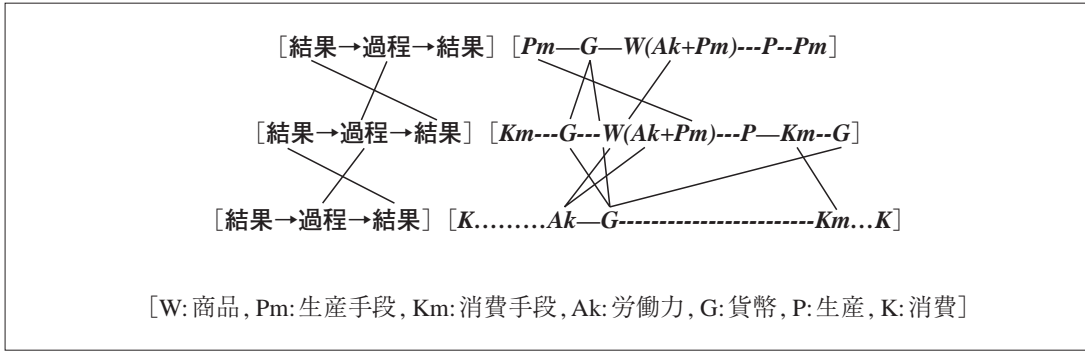 [結果→過程→結果] [Pm—G—W(Ak+Pm)---P--Pm]
[結果→過程→結果] [Km---G---W(Ak+Pm)---P—Km--G]
[結果→過程→結果] [K………Ak—G------------------------Km…K]
[W: 商品, Pm: 生産手段, Km: 消費手段, Ak: 労働力, G: 貨幣, P: 生産, K: 消費]